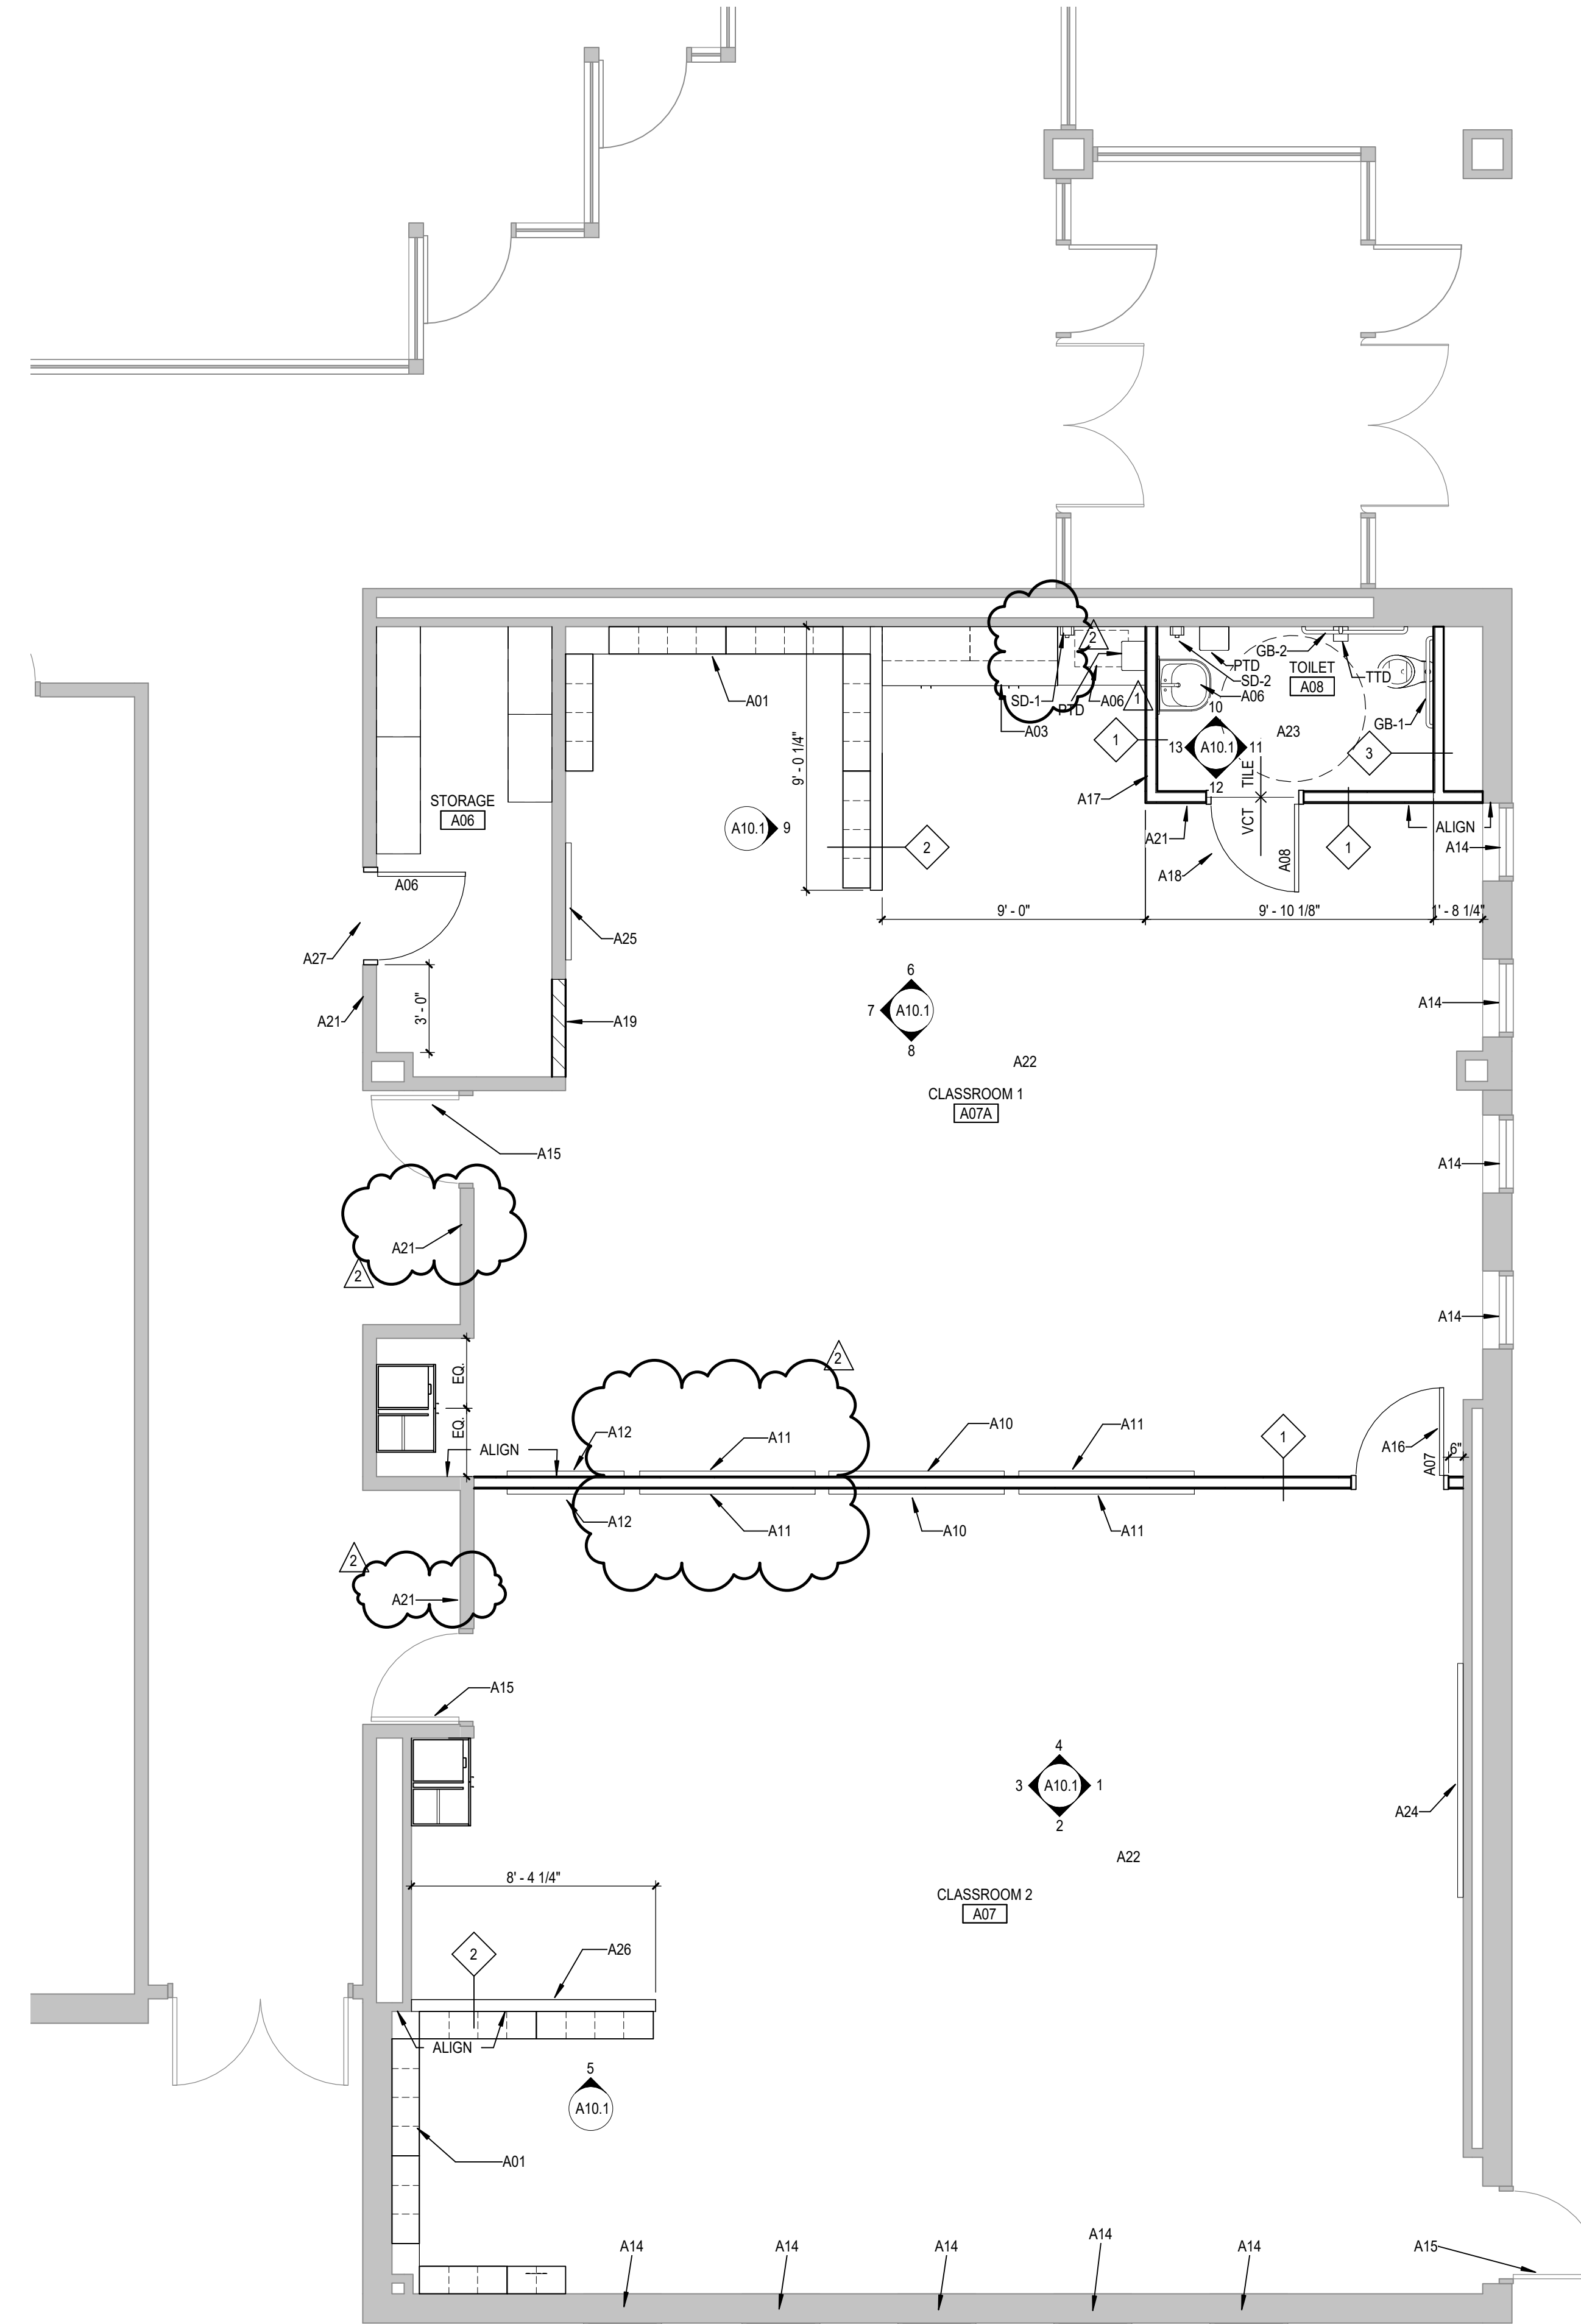 2
GB-2
PTD
TOILET
A08
TTD
SD-2
A06
SD-1
PTD
A06
1
A01
A03
GB-1
10
13
A10.1
11
12
A23
1
3
9' - 0 1/4"
TILE
VCT
A17
STORAGE
A06
A10.1
9
2
A21
A18
A08
1
ALIGN
A14
A06
9' - 0"
9' - 10 1/8"
1' - 8 1/4"
A27
A25
6
7
A10.1
8
A14
A21
3' - 0"
A19
A22
CLASSROOM 1
A07A
A15
A14
A21
2
A14
EQ.
EQ.
2
A12
A11
A10
A11
1
A16
A07
6"
ALIGN
A12
A11
A10
A11
2
A21
A15
4
3
A10.1
1
2
A24
A22
8' - 4 1/4"
CLASSROOM 2
A07
2
A26
ALIGN
5
A10.1
A01
A14
A14
A14
A14
A14
A15